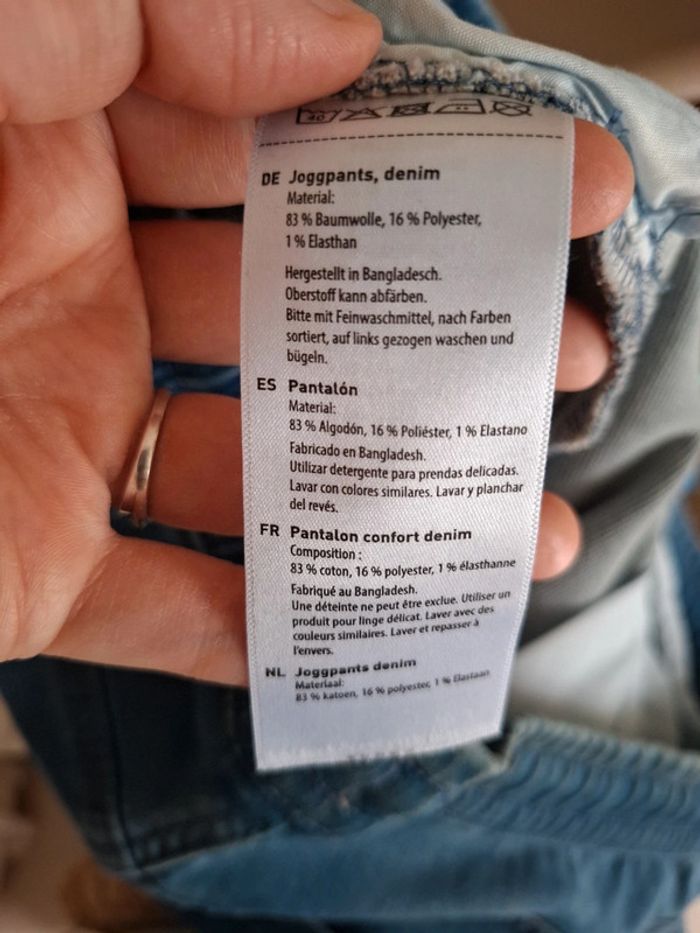 40
DE Joggpants, denim
Material:
83 % Baumwolle, 16 % Polyester,
1 % Elasthan
Hergestellt in Bangladesch.
Oberstoff kann abfärben.
Bitte mit Feinwaschmittel, nach Farben
sortiert, auf links gezogen waschen und
bügeln.
ES Pantalón
Material:
83 % Algodón, 16 % Poliéster, 1 % Elastano
Fabricado en Bangladesh.
Utilizar detergente para prendas delicadas.
Lavar con colores similares. Lavar y planchar
del revés.
FR Pantalon confort denim
Composition :
83 % coton, 16 % polyester, 1 % élasthanne
Fabriqué au Bangladesh.
Une déteinte ne peut être exclue. Utiliser un
produit pour linge délicat. Laver avec des
couleurs similaires. Laver et repasser à
l'envers.
NL Joggpants denim
Materiaal:
83 % katoen, 16 % polyester, 1 % Elastaan